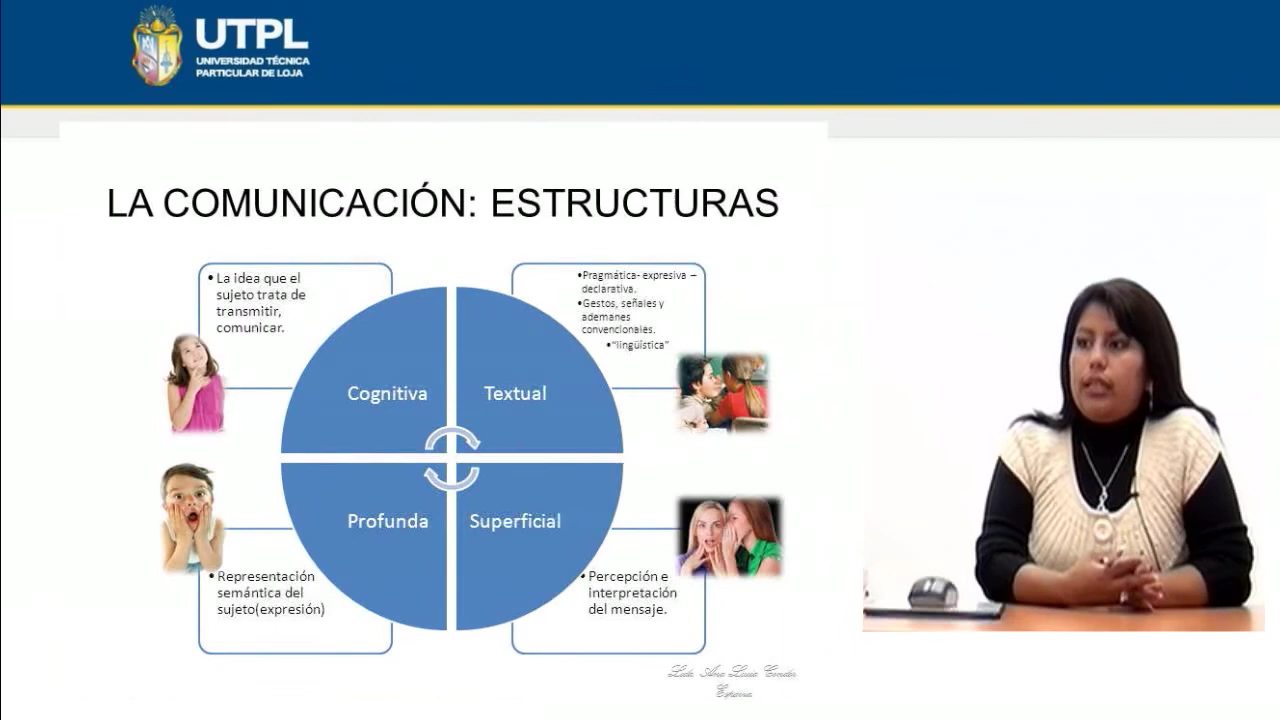 UTPL
UNIVERSIDAD TÉCNICA
PARTICULAR DE LOJA
LA COMUNICACIÓN: ESTRUCTURAS
• La idea que el
sujeto trata de
transmitir,
comunicar.
•Pragmática- expresiva –
declarativa.
•Gestos, señales y
ademanes
convencionales.
•"lingüística"
Cognitiva
Textual
Profunda
Superficial
• Representación
semántica del
sujeto(expresión)
• Percepción e
interpretación
del mensaje.
Ana